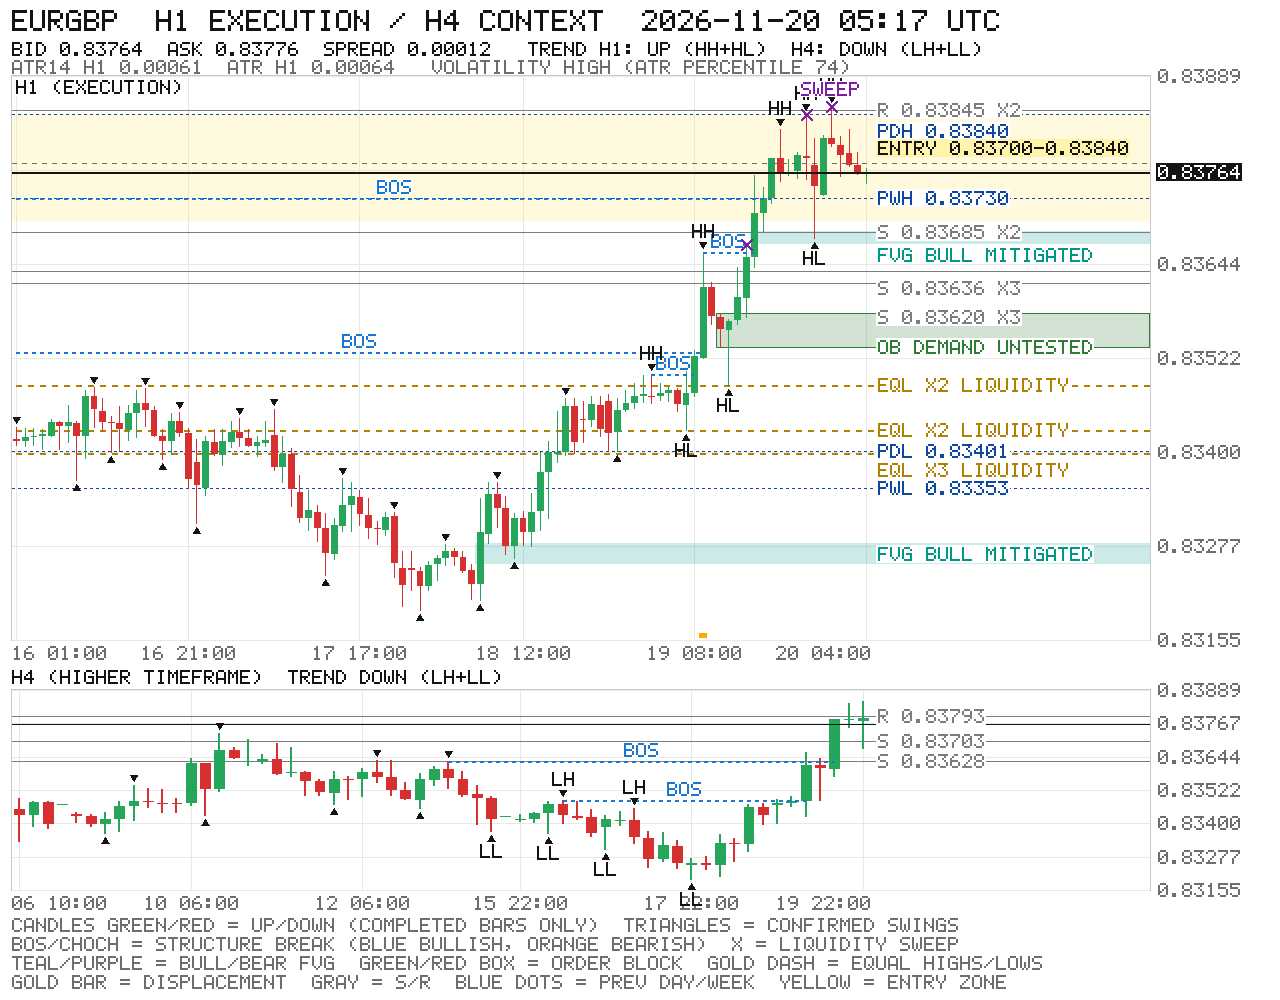 EURGBP H1 EXECUTION / H4 CONTEXT 2026-11-20 05:17 UTC
BID 0.83764 ASK 0.83776 SPREAD 0.00012 TREND H1: UP (HH+HL) H4: DOWN (LH+LL)
ATR14 H1 0.00061 ATR H1 0.00064 VOLATILITY HIGH (ATR PERCENTILE 74)
H1 (EXECUTION)
0.83889
SWEEP
HH
R 0.83845 X2
PDH 0.83840
ENTRY 0.83700-0.83840
0.83764
BOS
PWH 0.83730
HH
BOS
S 0.83685 X2
HL
FVG BULL MITIGATED
0.83644
S 0.83636 X3
S 0.83620 X3
BOS
OB DEMAND UNTESTED
HH
BOS
0.83522
EQL X2 LIQUIDITY
HL
EQL X2 LIQUIDITY
HL
PDL 0.83401
0.83400
EQL X3 LIQUIDITY
PWL 0.83353
FVG BULL MITIGATED
0.83277
0.83155
16 01:00 16 21:00 17 17:00 18 12:00 19 08:00 20 04:00
H4 (HIGHER TIMEFRAME) TREND DOWN (LH+LL)
0.83889
R 0.83793
0.83767
S 0.83703
BOS
0.83644
S 0.83628
LH
LH
BOS
0.83522
0.83400
LL
LL
LL
0.83277
LL
0.83155
06 10:00 10 06:00 12 06:00 15 22:00 17 22:00 19 22:00
CANDLES GREEN/RED = UP/DOWN (COMPLETED BARS ONLY) TRIANGLES = CONFIRMED SWINGS
BOS/CHOCH = STRUCTURE BREAK (BLUE BULLISH, ORANGE BEARISH) X = LIQUIDITY SWEEP
TEAL/PURPLE = BULL/BEAR FVG GREEN/RED BOX = ORDER BLOCK GOLD DASH = EQUAL HIGHS/LOWS
GOLD BAR = DISPLACEMENT GRAY = S/R BLUE DOTS = PREV DAY/WEEK YELLOW = ENTRY ZONE